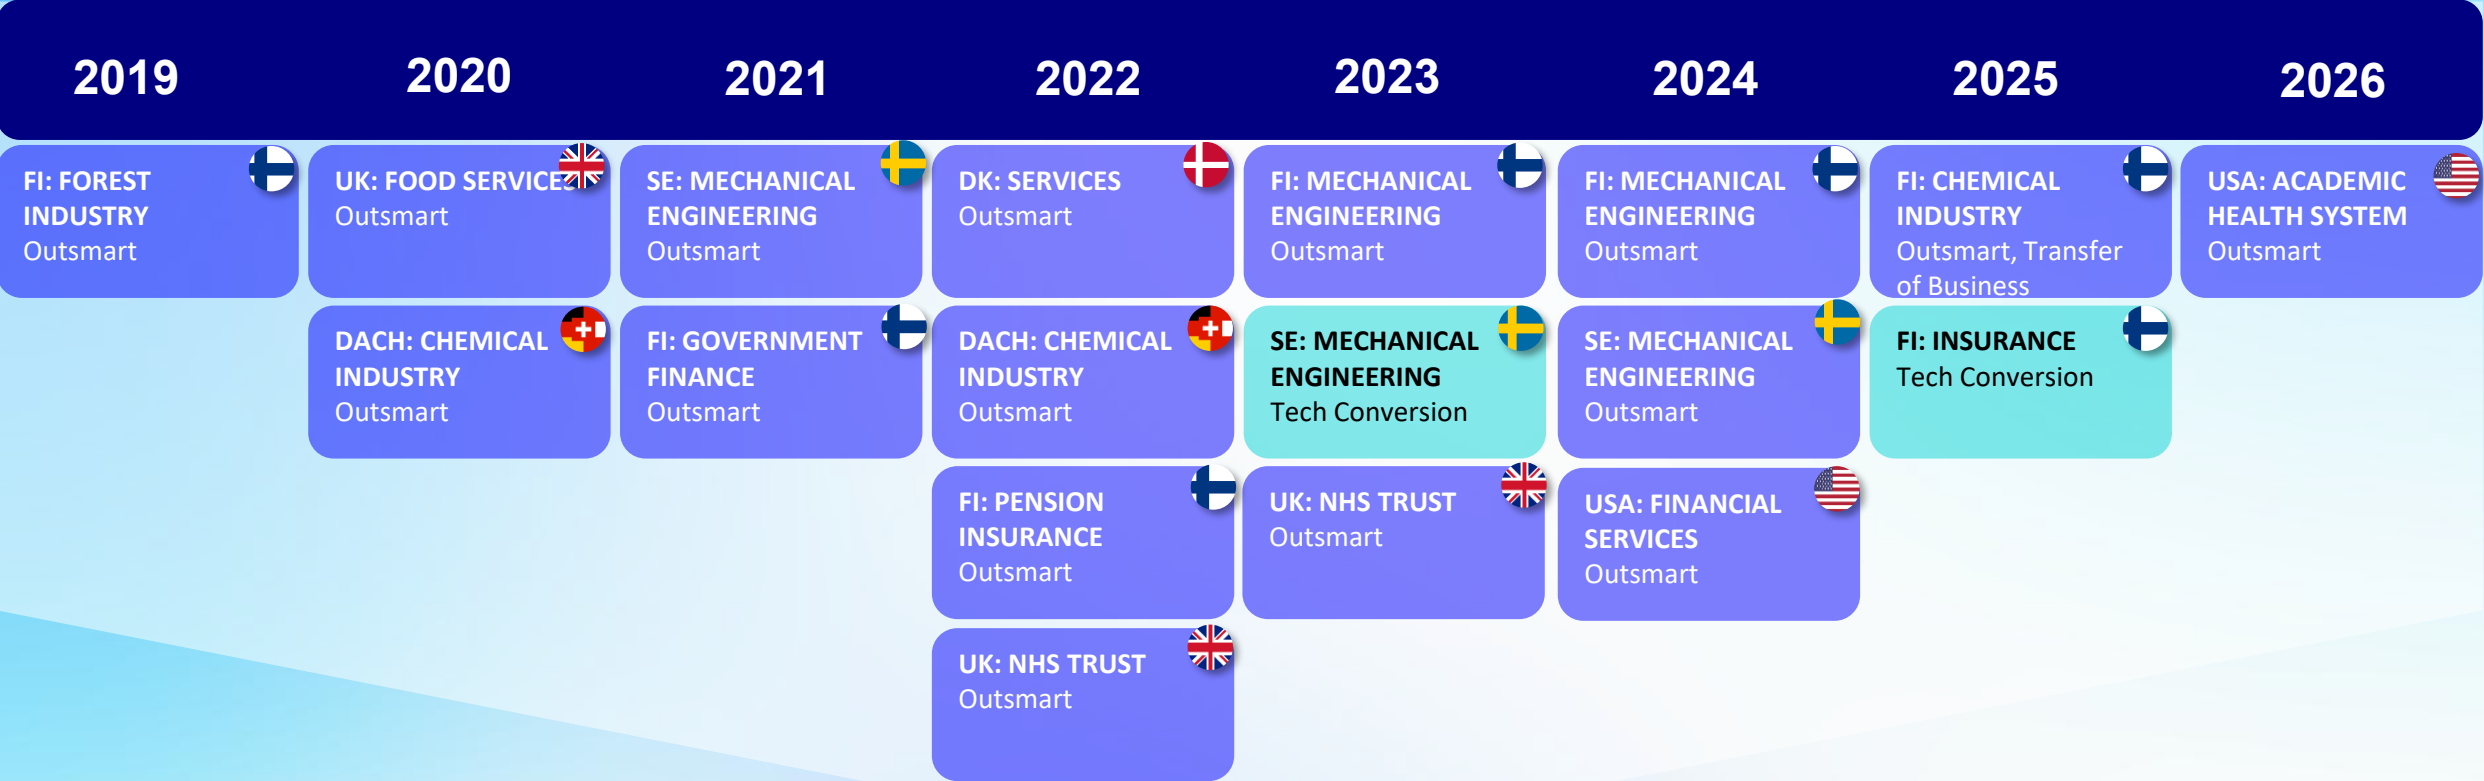 2019
2020
2021
2022
2023
2024
2025
2026
FI: FOREST
INDUSTRY
Outsmart
UK: FOOD SERVICES
Outsmart
DACH: CHEMICAL
INDUSTRY
Outsmart
SE: MECHANICAL
ENGINEERING
Outsmart
FI: GOVERNMENT
FINANCE
Outsmart
DK: SERVICES
Outsmart
DACH: CHEMICAL
INDUSTRY
Outsmart
FI: PENSION
INSURANCE
Outsmart
UK: NHS TRUST
Outsmart
FI: MECHANICAL
ENGINEERING
Outsmart
SE: MECHANICAL
ENGINEERING
Tech Conversion
UK: NHS TRUST
Outsmart
FI: MECHANICAL
ENGINEERING
Outsmart
SE: MECHANICAL
ENGINEERING
Outsmart
USA: FINANCIAL
SERVICES
Outsmart
FI: CHEMICAL
INDUSTRY
Outsmart, Transfer
of Business
FI: INSURANCE
Tech Conversion
USA: ACADEMIC
HEALTH SYSTEM
Outsmart